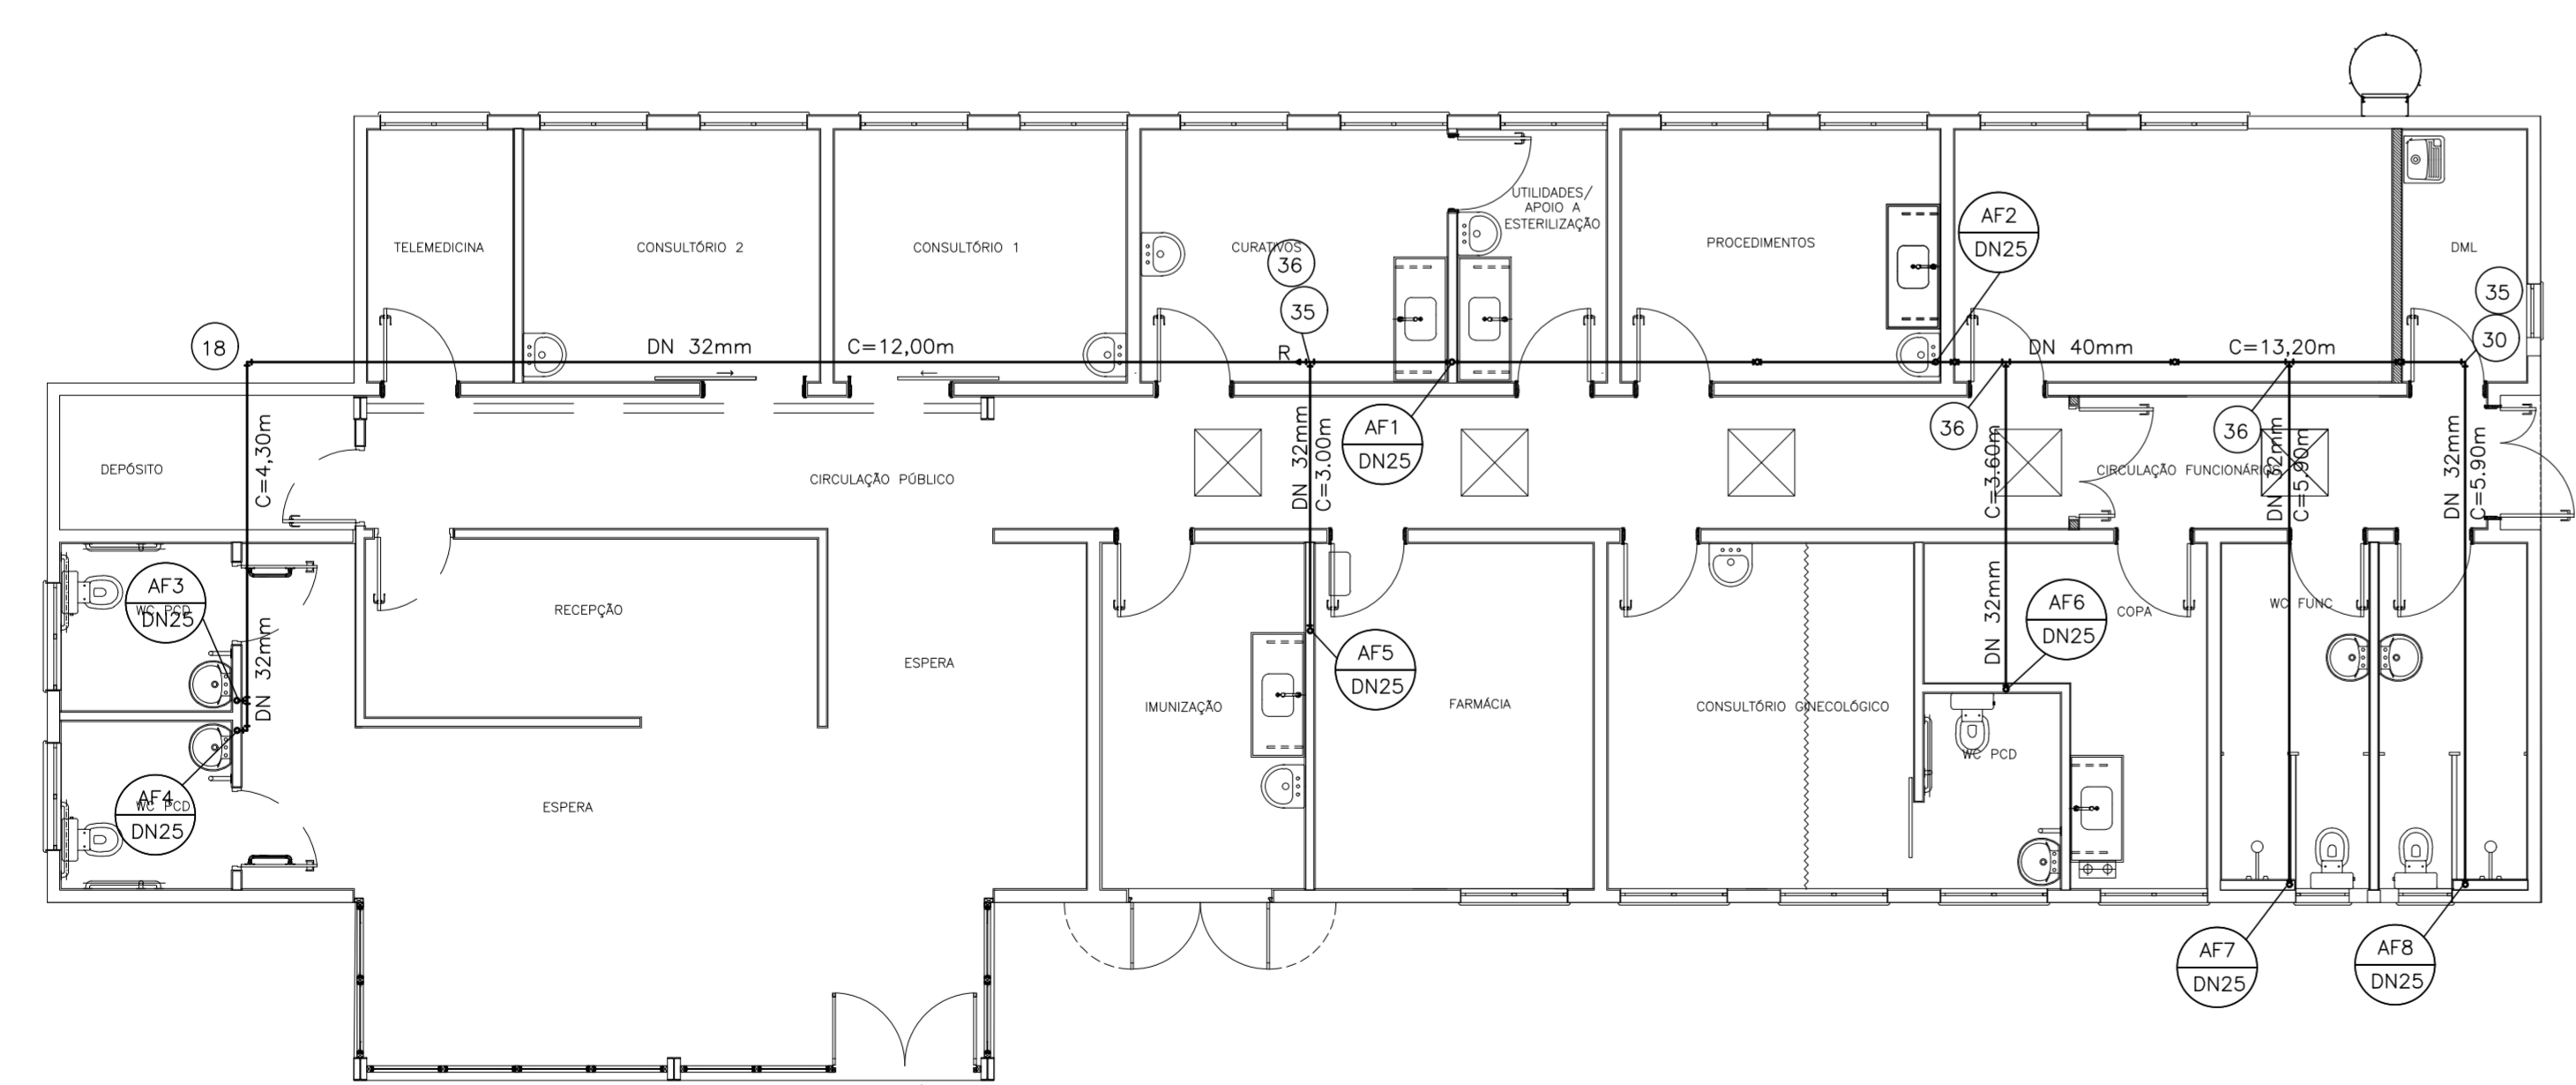 TELEMEDICINA
CONSULTÓRIO 2
CONSULTÓRIO 1
CURATIVOS
36
35
UTILIDADES/
APOIO A
ESTERILIZAÇÃO
PROCEDIMENTOS
AF2
DN25
DML
35
30
18
DN 32mm
C=12,00m
R
DN 40mm
C=13,20m
C=4,30m
DEPÓSITO
CIRCULAÇÃO PÚBLICO
DN 32mm
C=3.00m
AF1
DN25
36
C=3.60m
36
CIRCULAÇÃO FUNCIONÁRIOS
DN 32mm
C=5.90m
DN 32mm
C=5.90m
AF3
WC PCD
DN25
DN 32mm
RECEPÇÃO
ESPERA
IMUNIZAÇÃO
AF5
DN25
FARMÁCIA
CONSULTÓRIO GINECOLÓGICO
DN 32mm
AF6
DN25
COPA
WC FUNC
WC PCD
AF4
WC PCD
DN25
ESPERA
AF7
DN25
AF8
DN25